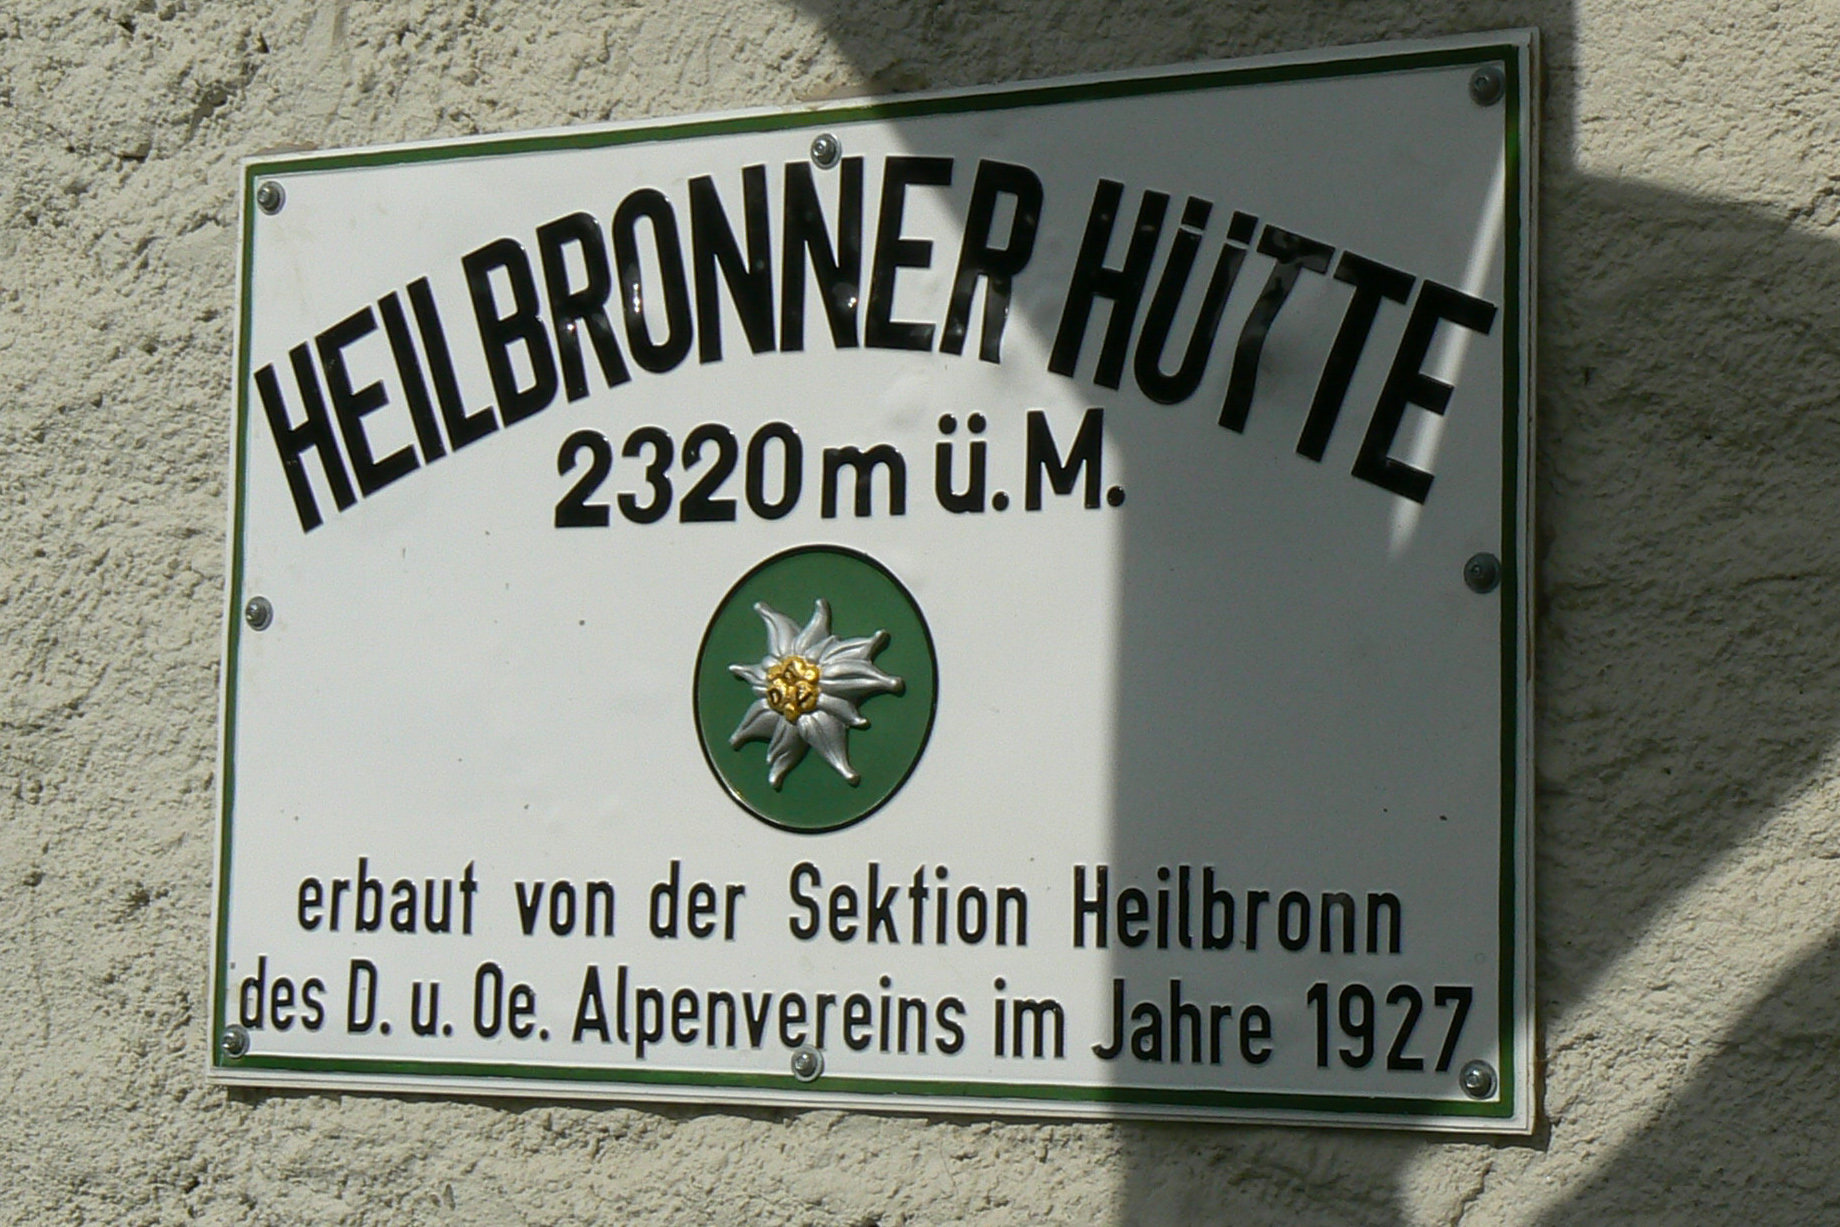 HEILBRONNER HÜTTE
2320 m ü. M.
erbaut von der Sektion Heilbronn
des D. u. Oe. Alpenvereins im Jahre 1927